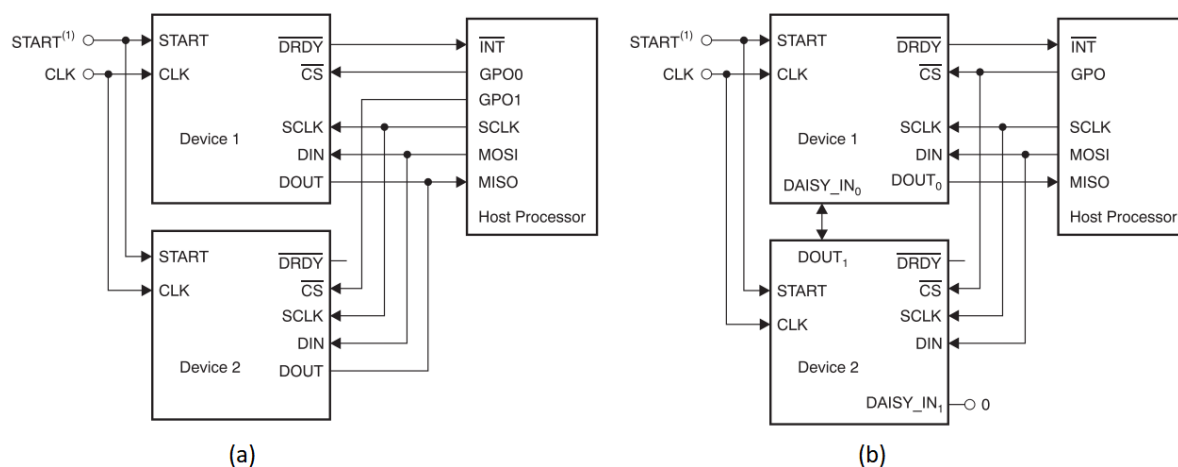 START(1)
CLK
START
CLK
Device 1
DRDY
CS
SCLK
DIN
DOUT
INT
GPO0
GPO1
SCLK
MOSI
MISO
Host Processor
START
CLK
Device 2
DRDY
CS
SCLK
DIN
DOUT
(a)
START(1)
CLK
START
CLK
Device 1
DRDY
CS
SCLK
DIN
DOUT0
DAISY_IN0
INT
GPO
SCLK
MOSI
MISO
Host Processor
DOUT1
START
CLK
Device 2
DRDY
CS
SCLK
DIN
DAISY_IN1
0
(b)